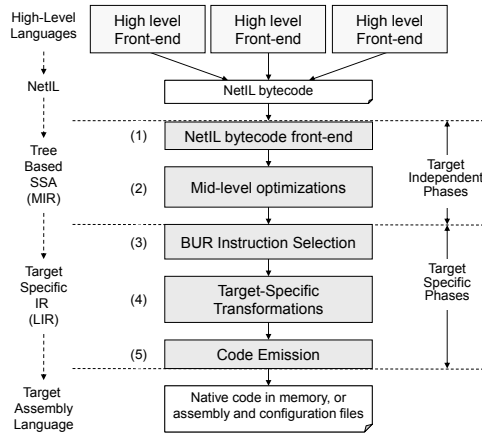 High-Level
Languages
High level
Front-end
High level
Front-end
High level
Front-end
NetIL
NetIL bytecode
(1)
NetIL bytecode front-end
Tree
Based
SSA
(MIR)
(2)
Mid-level optimizations
Target
Independent
Phases
(3)
BUR Instruction Selection
Target
Specific
IR
(LIR)
(4)
Target-Specific
Transformations
Target
Specific
Phases
(5)
Code Emission
Target
Assembly
Language
Native code in memory, or
assembly and configuration files